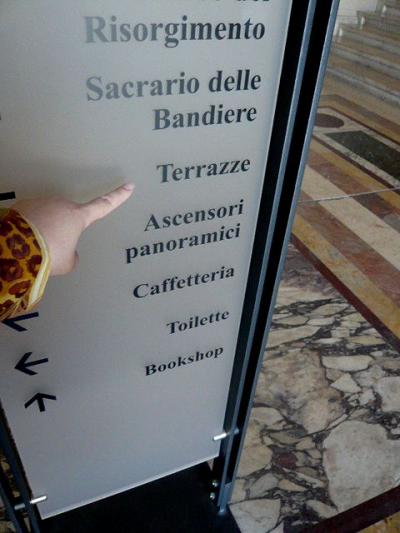 Risorgimento
Sacrario delle
Bandiere
Terrazze
Ascensori
panoramici
Caffetteria
Toilette
Bookshop